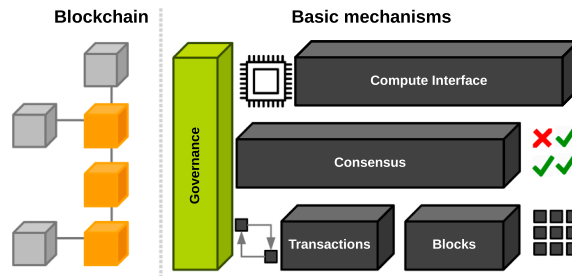 Blockchain
Basic mechanisms
Governance
Compute Interface
Consensus
Transactions
Blocks